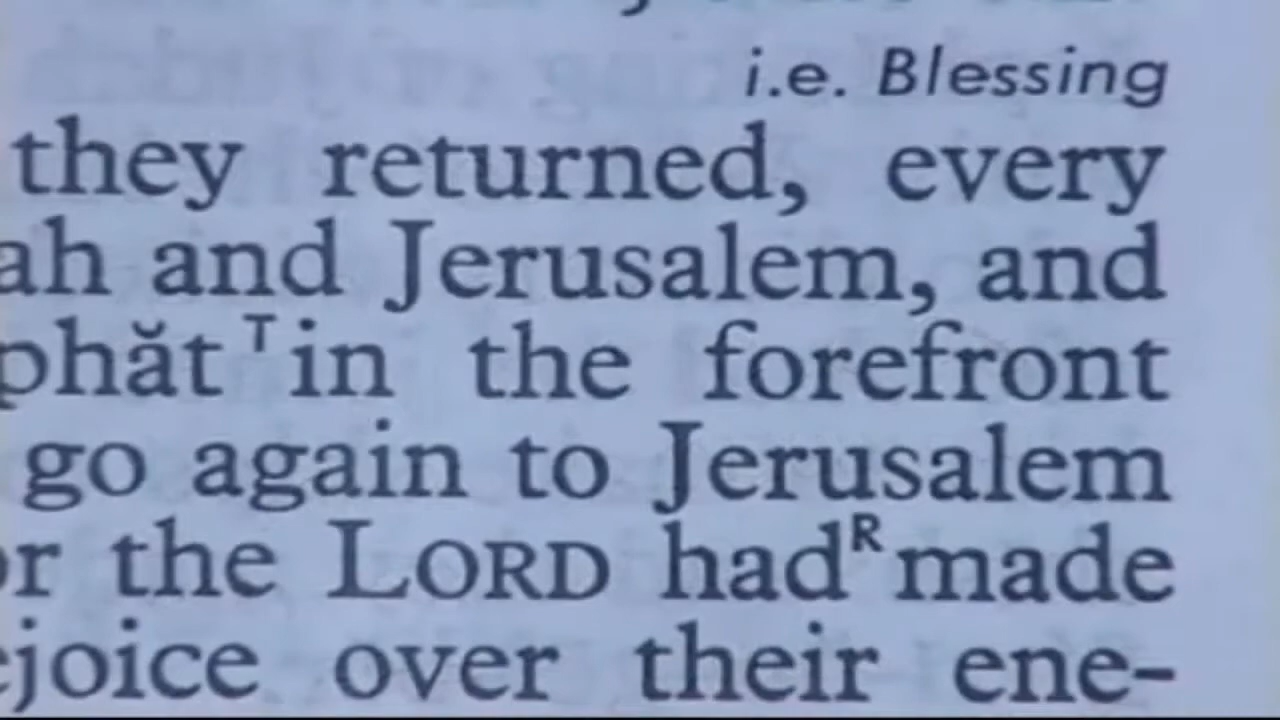 i.e. Blessing
they returned, every
ah and Jerusalem, and
phăt T in the forefront
go again to Jerusalem
r the LORD had R made
joice over their ene-